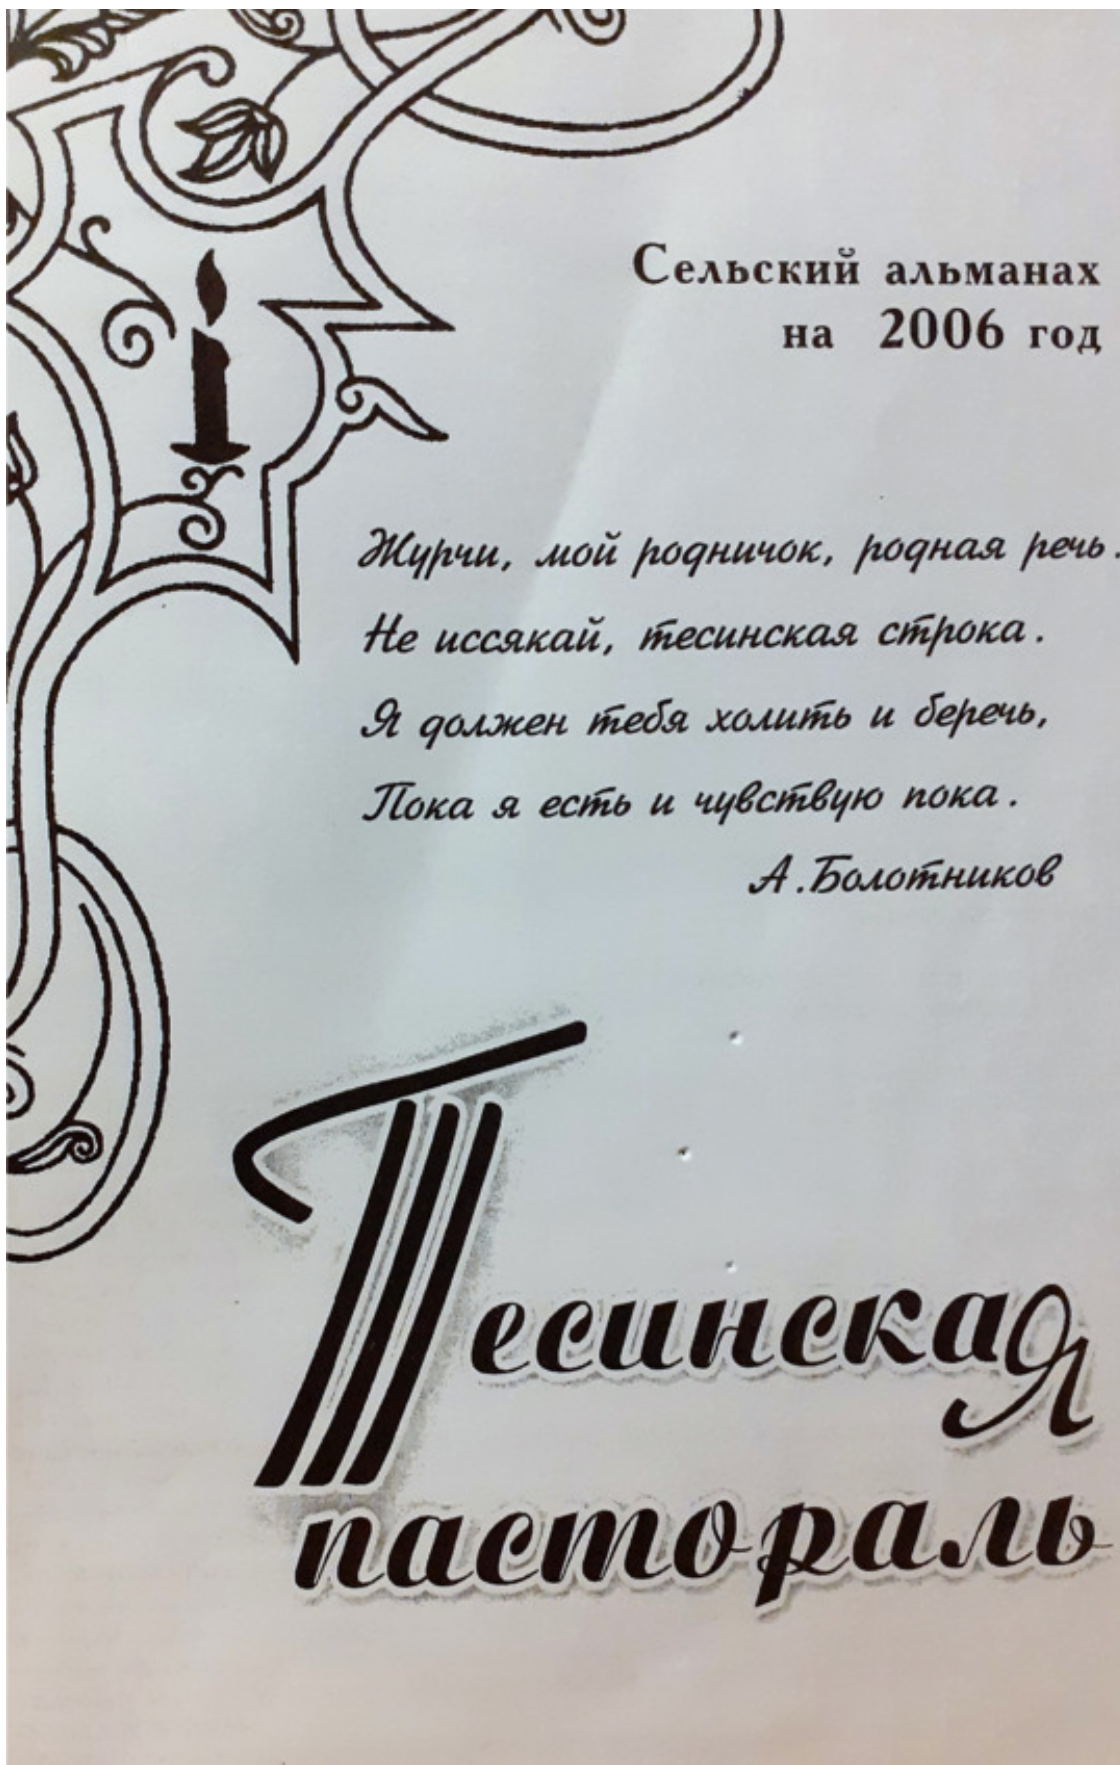 Сельский альманах
на 2006 год
Журчи, мой родничок, родная речь.
Не иссякай, тесинская строка.
Я должен тебя холить и беречь,
Пока я есть и чувствую пока.
А.Болотников
Тесинская
пастораль